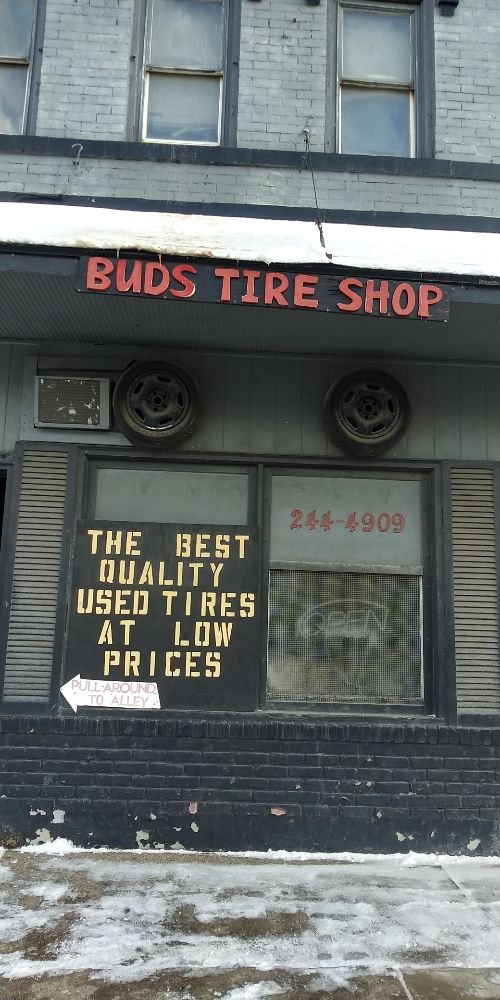 BUDS TIRE SHOP
244-4909
THE BEST
QUALITY
USED TIRES
AT LOW
PRICES
OPEN
PULL-AROUND
TO ALLEY